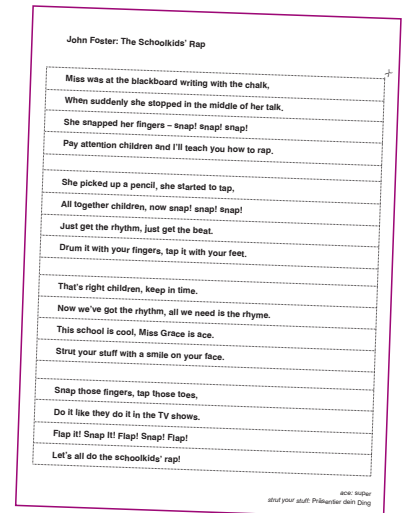 John Foster: The Schoolkids' Rap
Miss was at the blackboard writing with the chalk,
When suddenly she stopped in the middle of her talk.
She snapped her fingers – snap! snap! snap!
Pay attention children and I'll teach you how to rap.
She picked up a pencil, she started to tap,
All together children, now snap! snap! snap!
Just get the rhythm, just get the beat.
Drum it with your fingers, tap it with your feet.
That's right children, keep in time.
Now we've got the rhythm, all we need is the rhyme.
This school is cool, Miss Grace is ace.
Strut your stuff with a smile on your face.
Snap those fingers, tap those toes,
Do it like they do it in the TV shows.
Flap it! Snap It! Flap! Snap! Flap!
Let's all do the schoolkids' rap!
ace: super
strut your stuff: Präsentier dein Ding